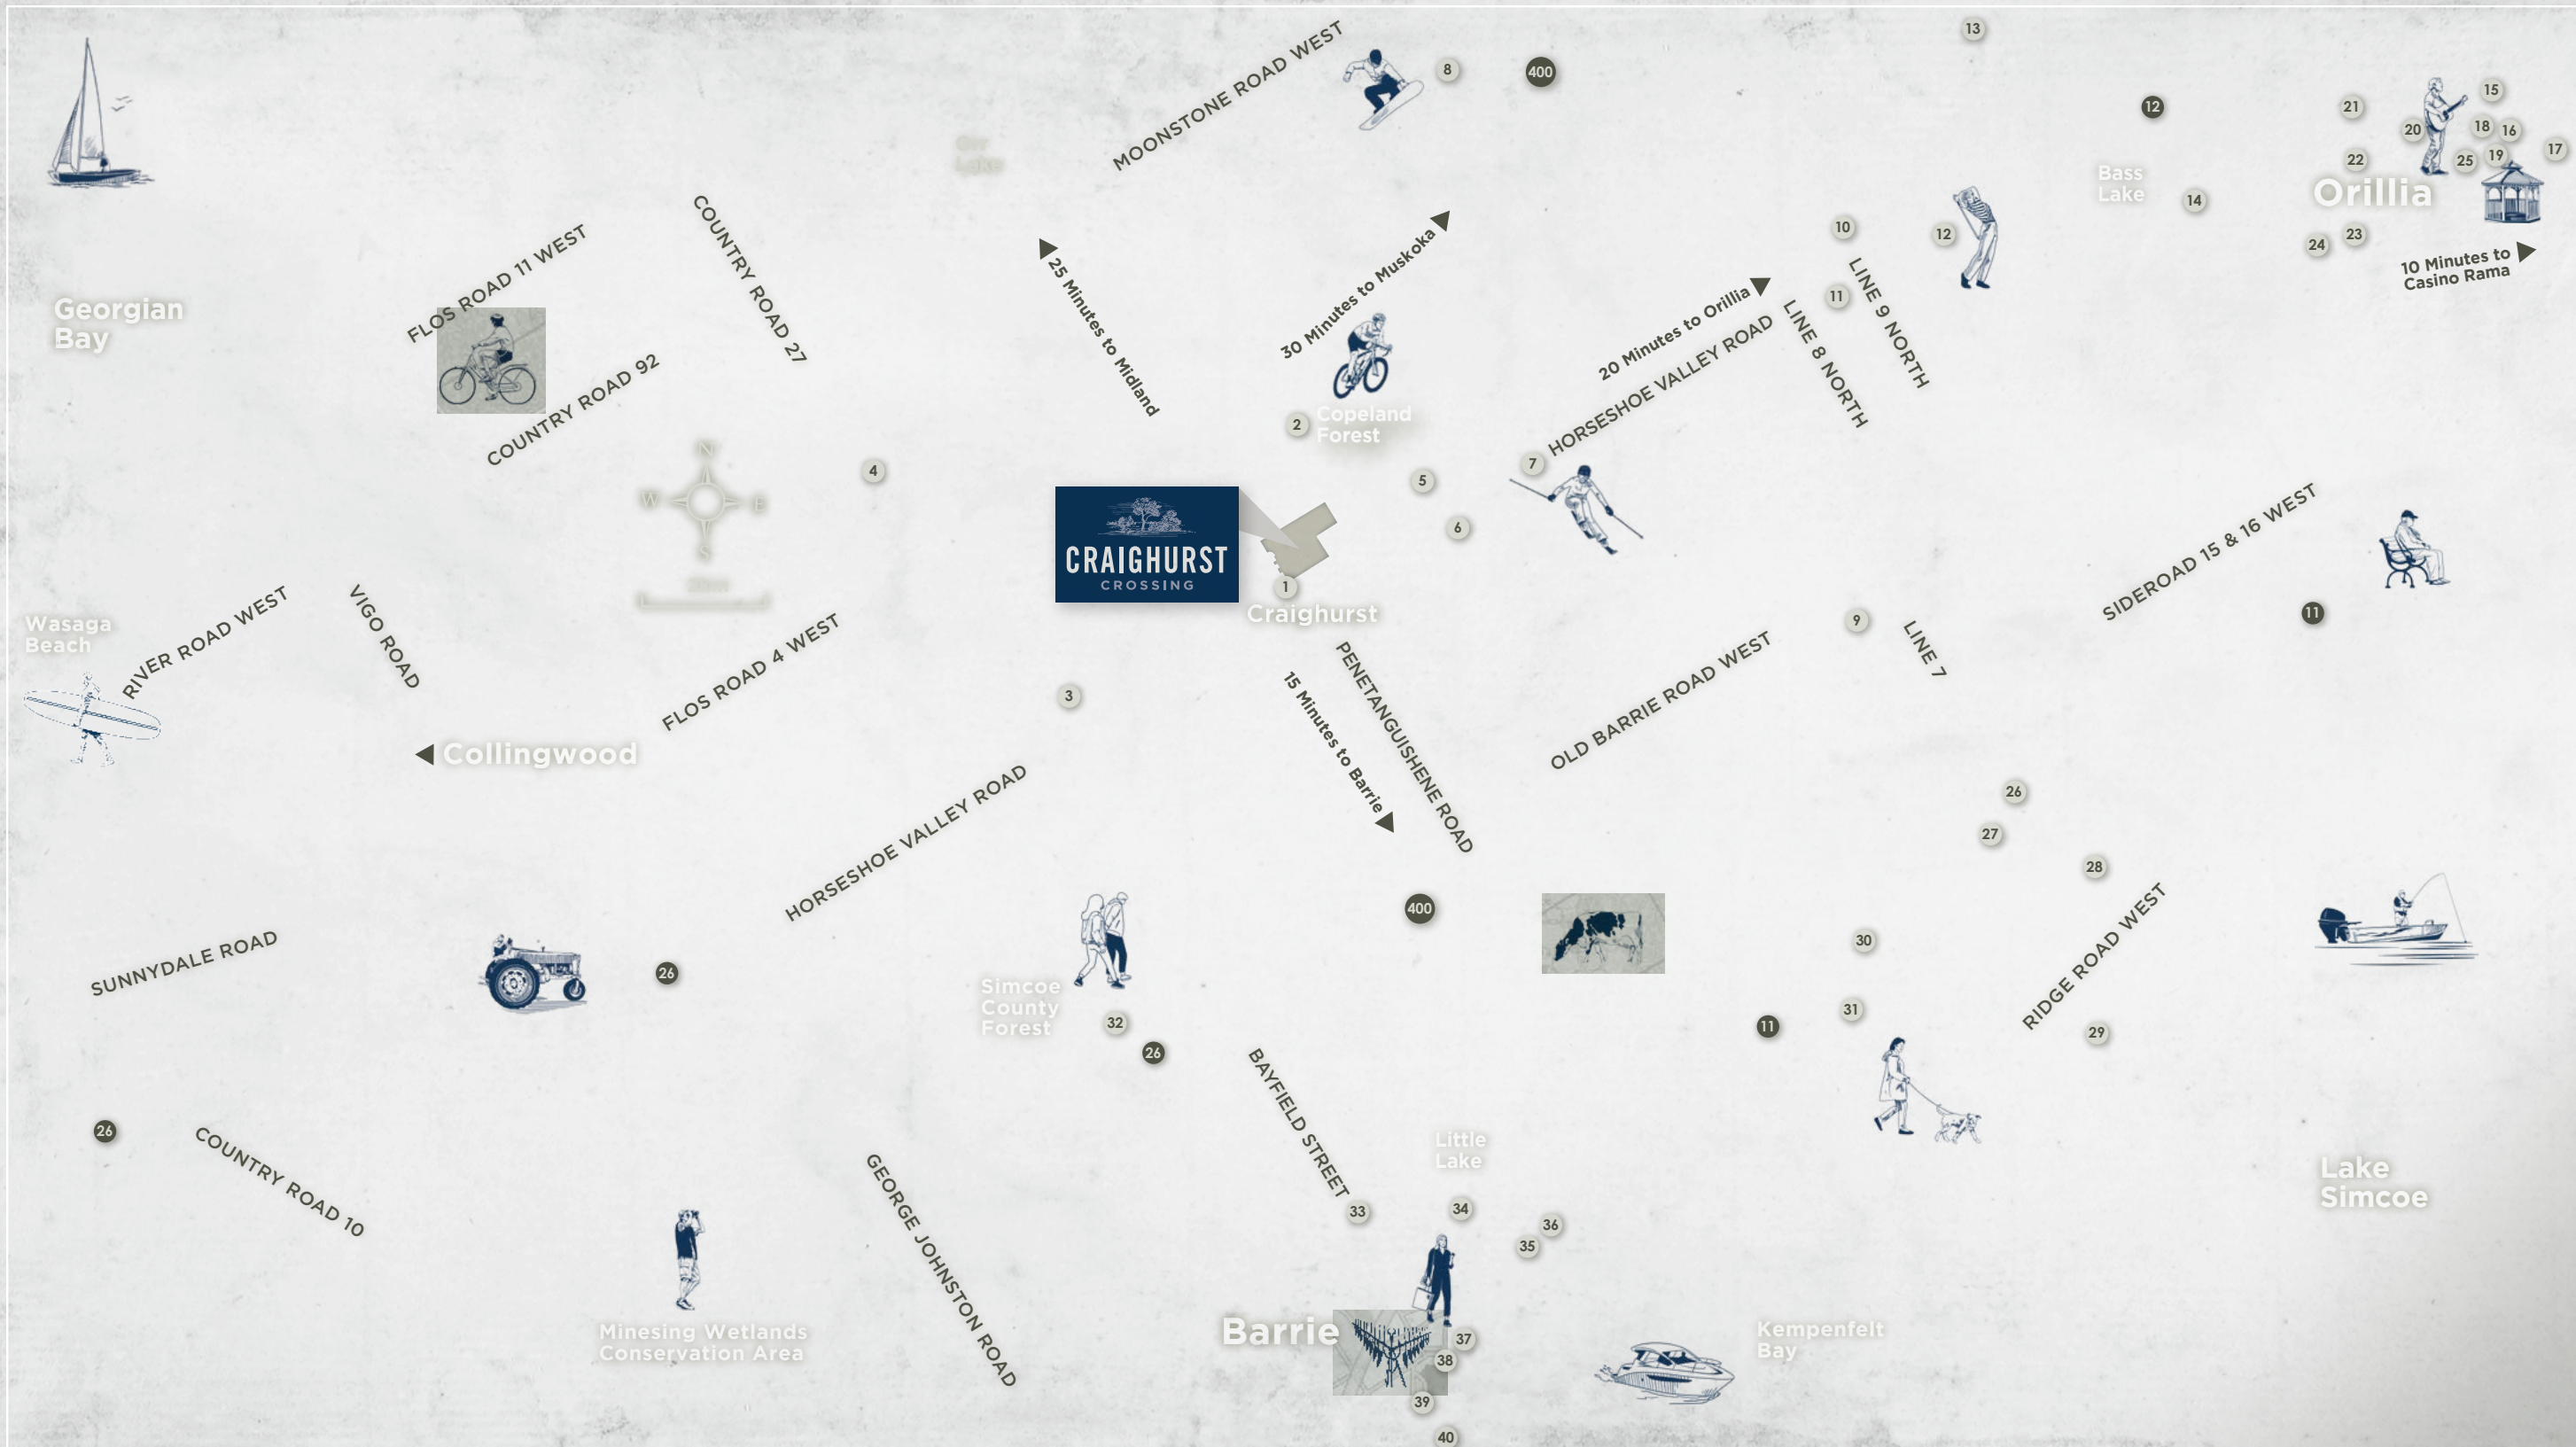 13
MOONSTONE ROAD WEST
8
400
15
12
21
20
18
16
Orr
Lake
17
22
25
19
Bass
Lake
14
Orillia
COUNTRY ROAD 27
FLOS ROAD 11 WEST
10
12
23
24
10 Minutes to
Casino Rama
25 Minutes to Midland
30 Minutes to Muskoka
20 Minutes to Orillia
11
LINE 9 NORTH
LINE 8 NORTH
HORSESHOE VALLEY ROAD
Georgian
Bay
COUNTRY ROAD 92
2
Copeland
Forest
N
W
E
S
4
5
7
6
CRAIGHURST
CROSSING
1
Craighurst
SIDEROAD 15 & 16 WEST
11
Wasaga
Beach
RIVER ROAD WEST
VIGO ROAD
FLOS ROAD 4 WEST
9
LINE 7
3
PENETANGUISHENE ROAD
15 Minutes to Barrie
OLD BARRIE ROAD WEST
Collingwood
26
27
28
HORSESHOE VALLEY ROAD
400
30
RIDGE ROAD WEST
SUNNYDALE ROAD
26
Simcoe
County
Forest
32
26
11
31
29
26
COUNTRY ROAD 10
BAYFIELD STREET
Little
Lake
GEORGE JOHNSTON ROAD
Lake
Simcoe
33
34
36
35
Minesing Wetlands
Conservation Area
Barrie
37
38
Kempenfelt
Bay
39
40